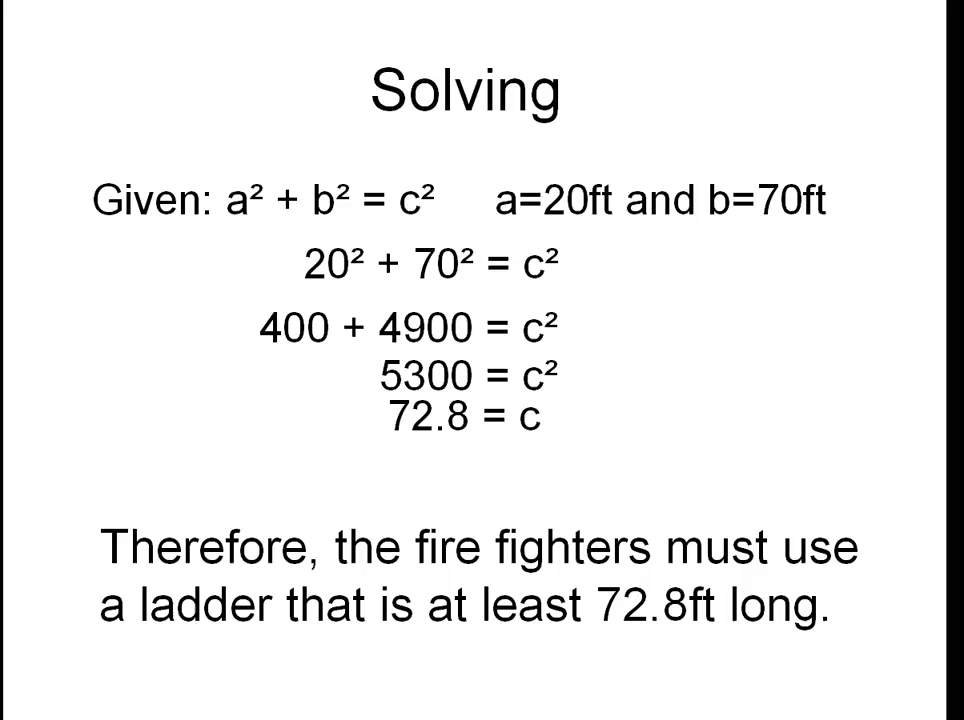 Solving
Given: a² + b² = c² a=20ft and b=70ft
20² + 70² = c²
400 + 4900 = c²
5300 = c²
72.8 = c
Therefore, the fire fighters must use
a ladder that is at least 72.8ft long.